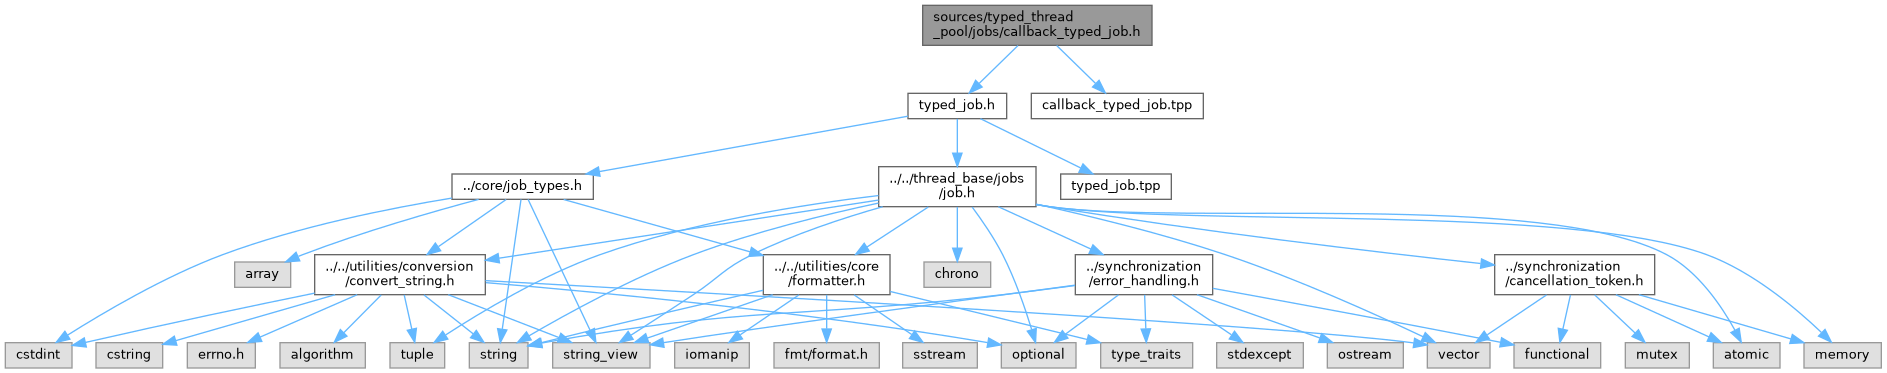 sources/typed_thread
_pool/jobs/callback_typed_job.h
typed_job.h
callback_typed_job.tpp
../core/job_types.h
../../thread_base/jobs
/job.h
typed_job.tpp
array
../../utilities/conversion
/convert_string.h
../../utilities/core
/formatter.h
chrono
../synchronization
/error_handling.h
../synchronization
/cancellation_token.h
cstdint
cstring
errno.h
algorithm
tuple
string
string_view
iomanip
fmt/format.h
sstream
optional
type_traits
stdexcept
ostream
vector
functional
mutex
atomic
memory